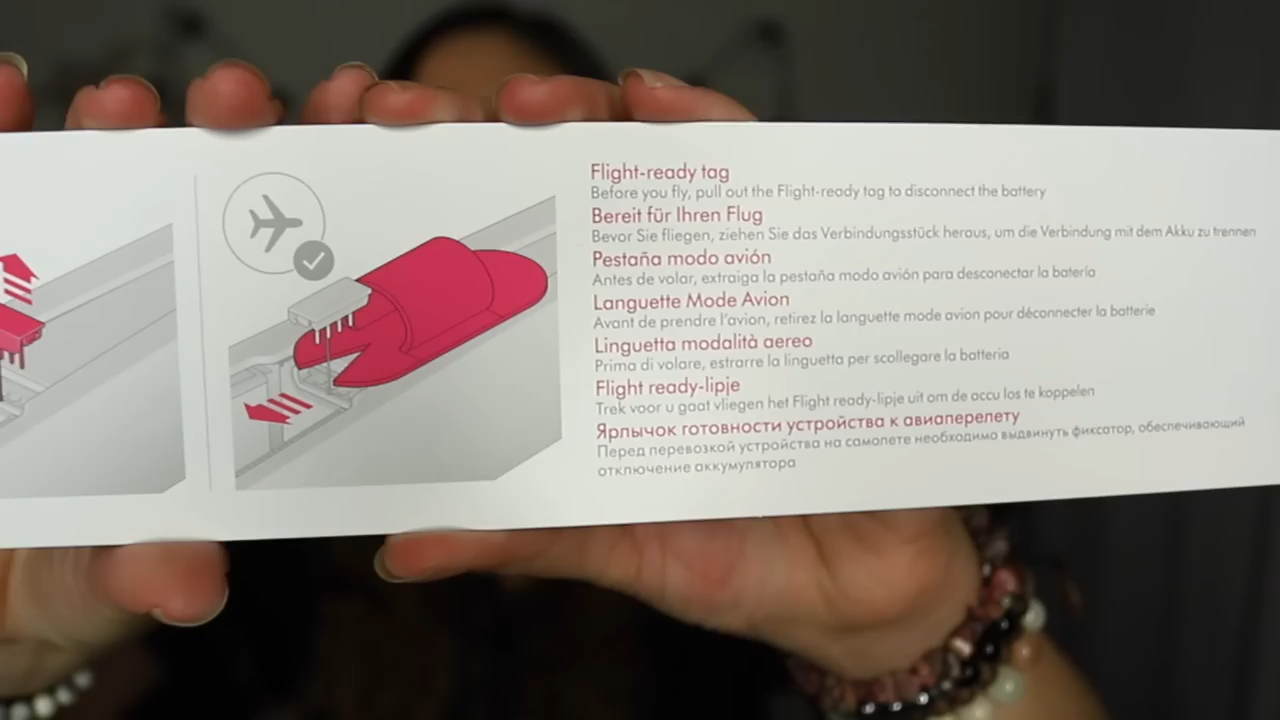 Flight-ready tag
Before you fly, pull out the Flight-ready tag to disconnect the battery
Bereit für Ihren Flug
Bevor Sie fliegen, ziehen Sie das Verbindungsstück heraus, um die Verbindung mit dem Akku zu trennen
Pestaña modo avión
Antes de volar, extraiga la pestaña modo avión para desconectar la batería
Languette Mode Avion
Avant de prendre l'avion, retirez la languette mode avion pour déconnecter la batterie
Linguetta modalità aereo
Prima di volare, estrarre la linguetta per scollegare la batteria
Flight ready-lipje
Trek voor u gaat vliegen het Flight ready-lipje uit om de accu los te koppelen
Ярлычок готовности устройства к авиаперелету
Перед перевозкой устройства на самолете необходимо выдвинуть фиксатор, обеспечивающий
отключение аккумулятора